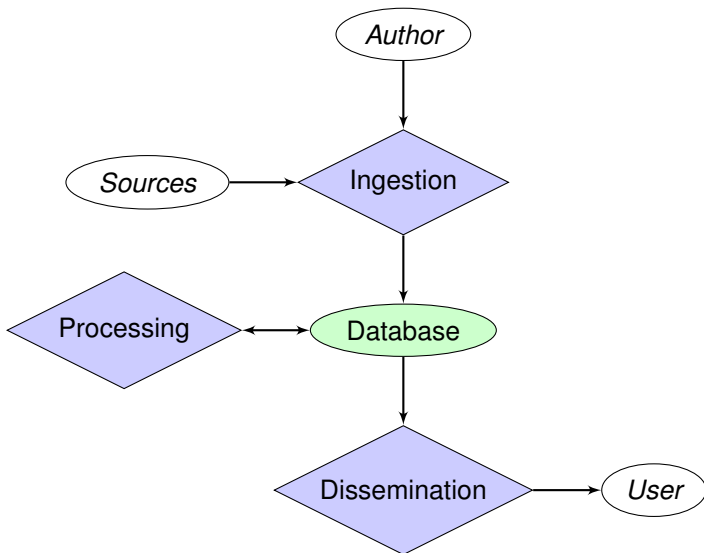 Author
Sources
Ingestion
Processing
Database
Dissemination
User